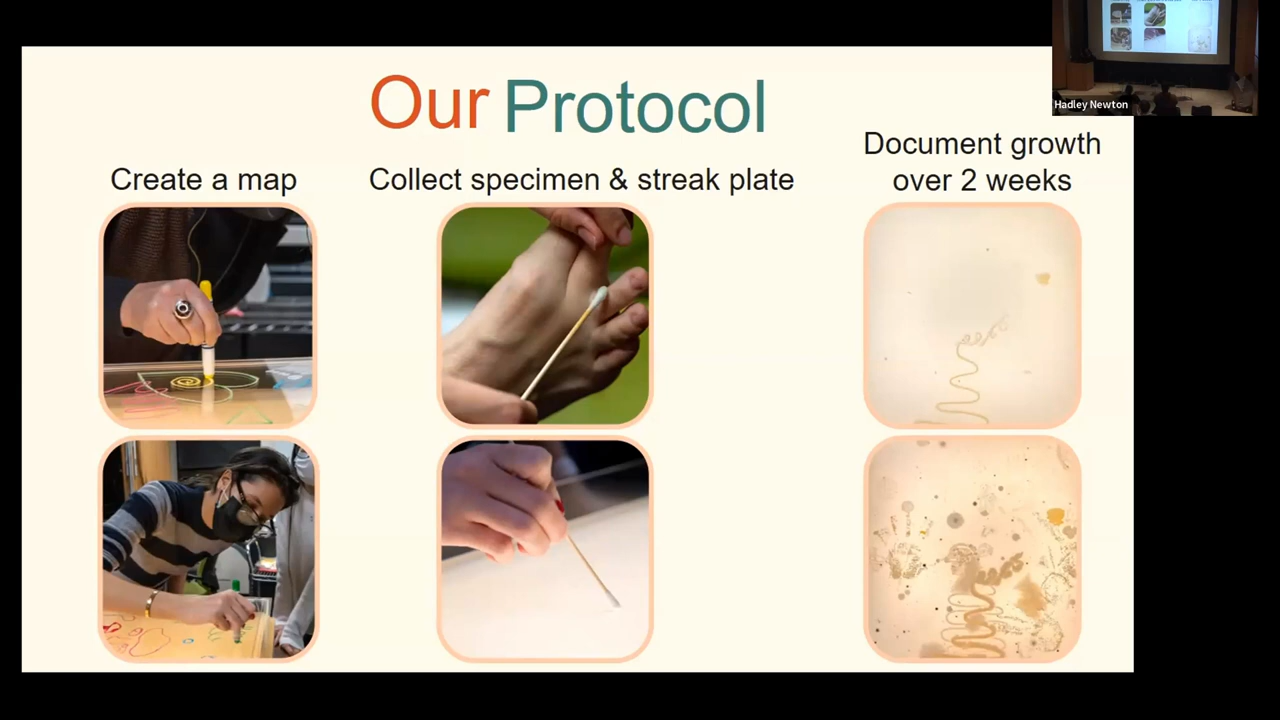 Our Protocol
Create a map
Collect specimen & streak plate
Document growth
over 2 weeks
Hadley Newton